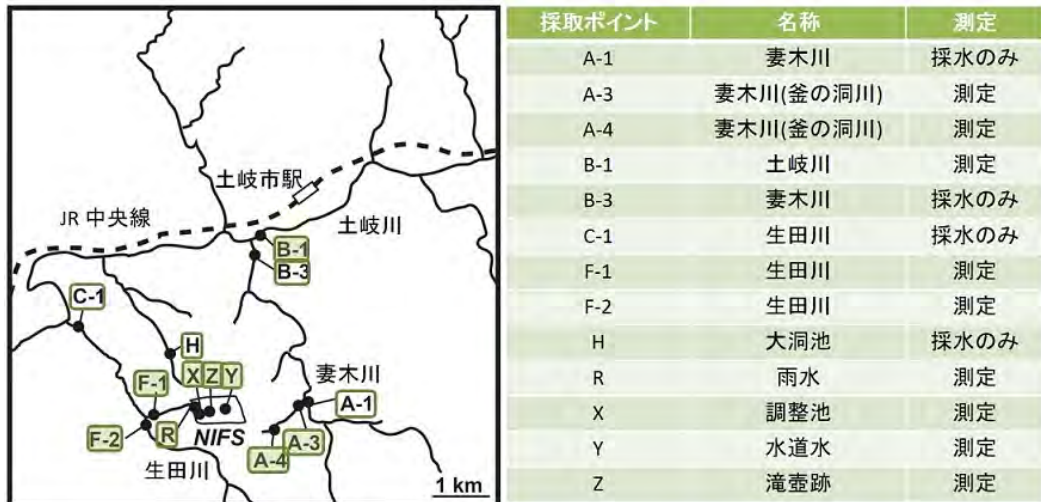 土岐市駅
JR 中央線
土岐川
B-1
B-3
C-1
H
X Z Y
妻木川
F-1
A-1
F-2
R
NIFS
A-3
A-4
生田川
1 km
採取ポイント 名称 測定
A-1 妻木川 採水のみ
A-3 妻木川(釜の洞川) 測定
A-4 妻木川(釜の洞川) 測定
B-1 土岐川 測定
B-3 妻木川 採水のみ
C-1 生田川 採水のみ
F-1 生田川 測定
F-2 生田川 測定
H 大洞池 採水のみ
R 雨水 測定
X 調整池 測定
Y 水道水 測定
Z 滝壺跡 測定